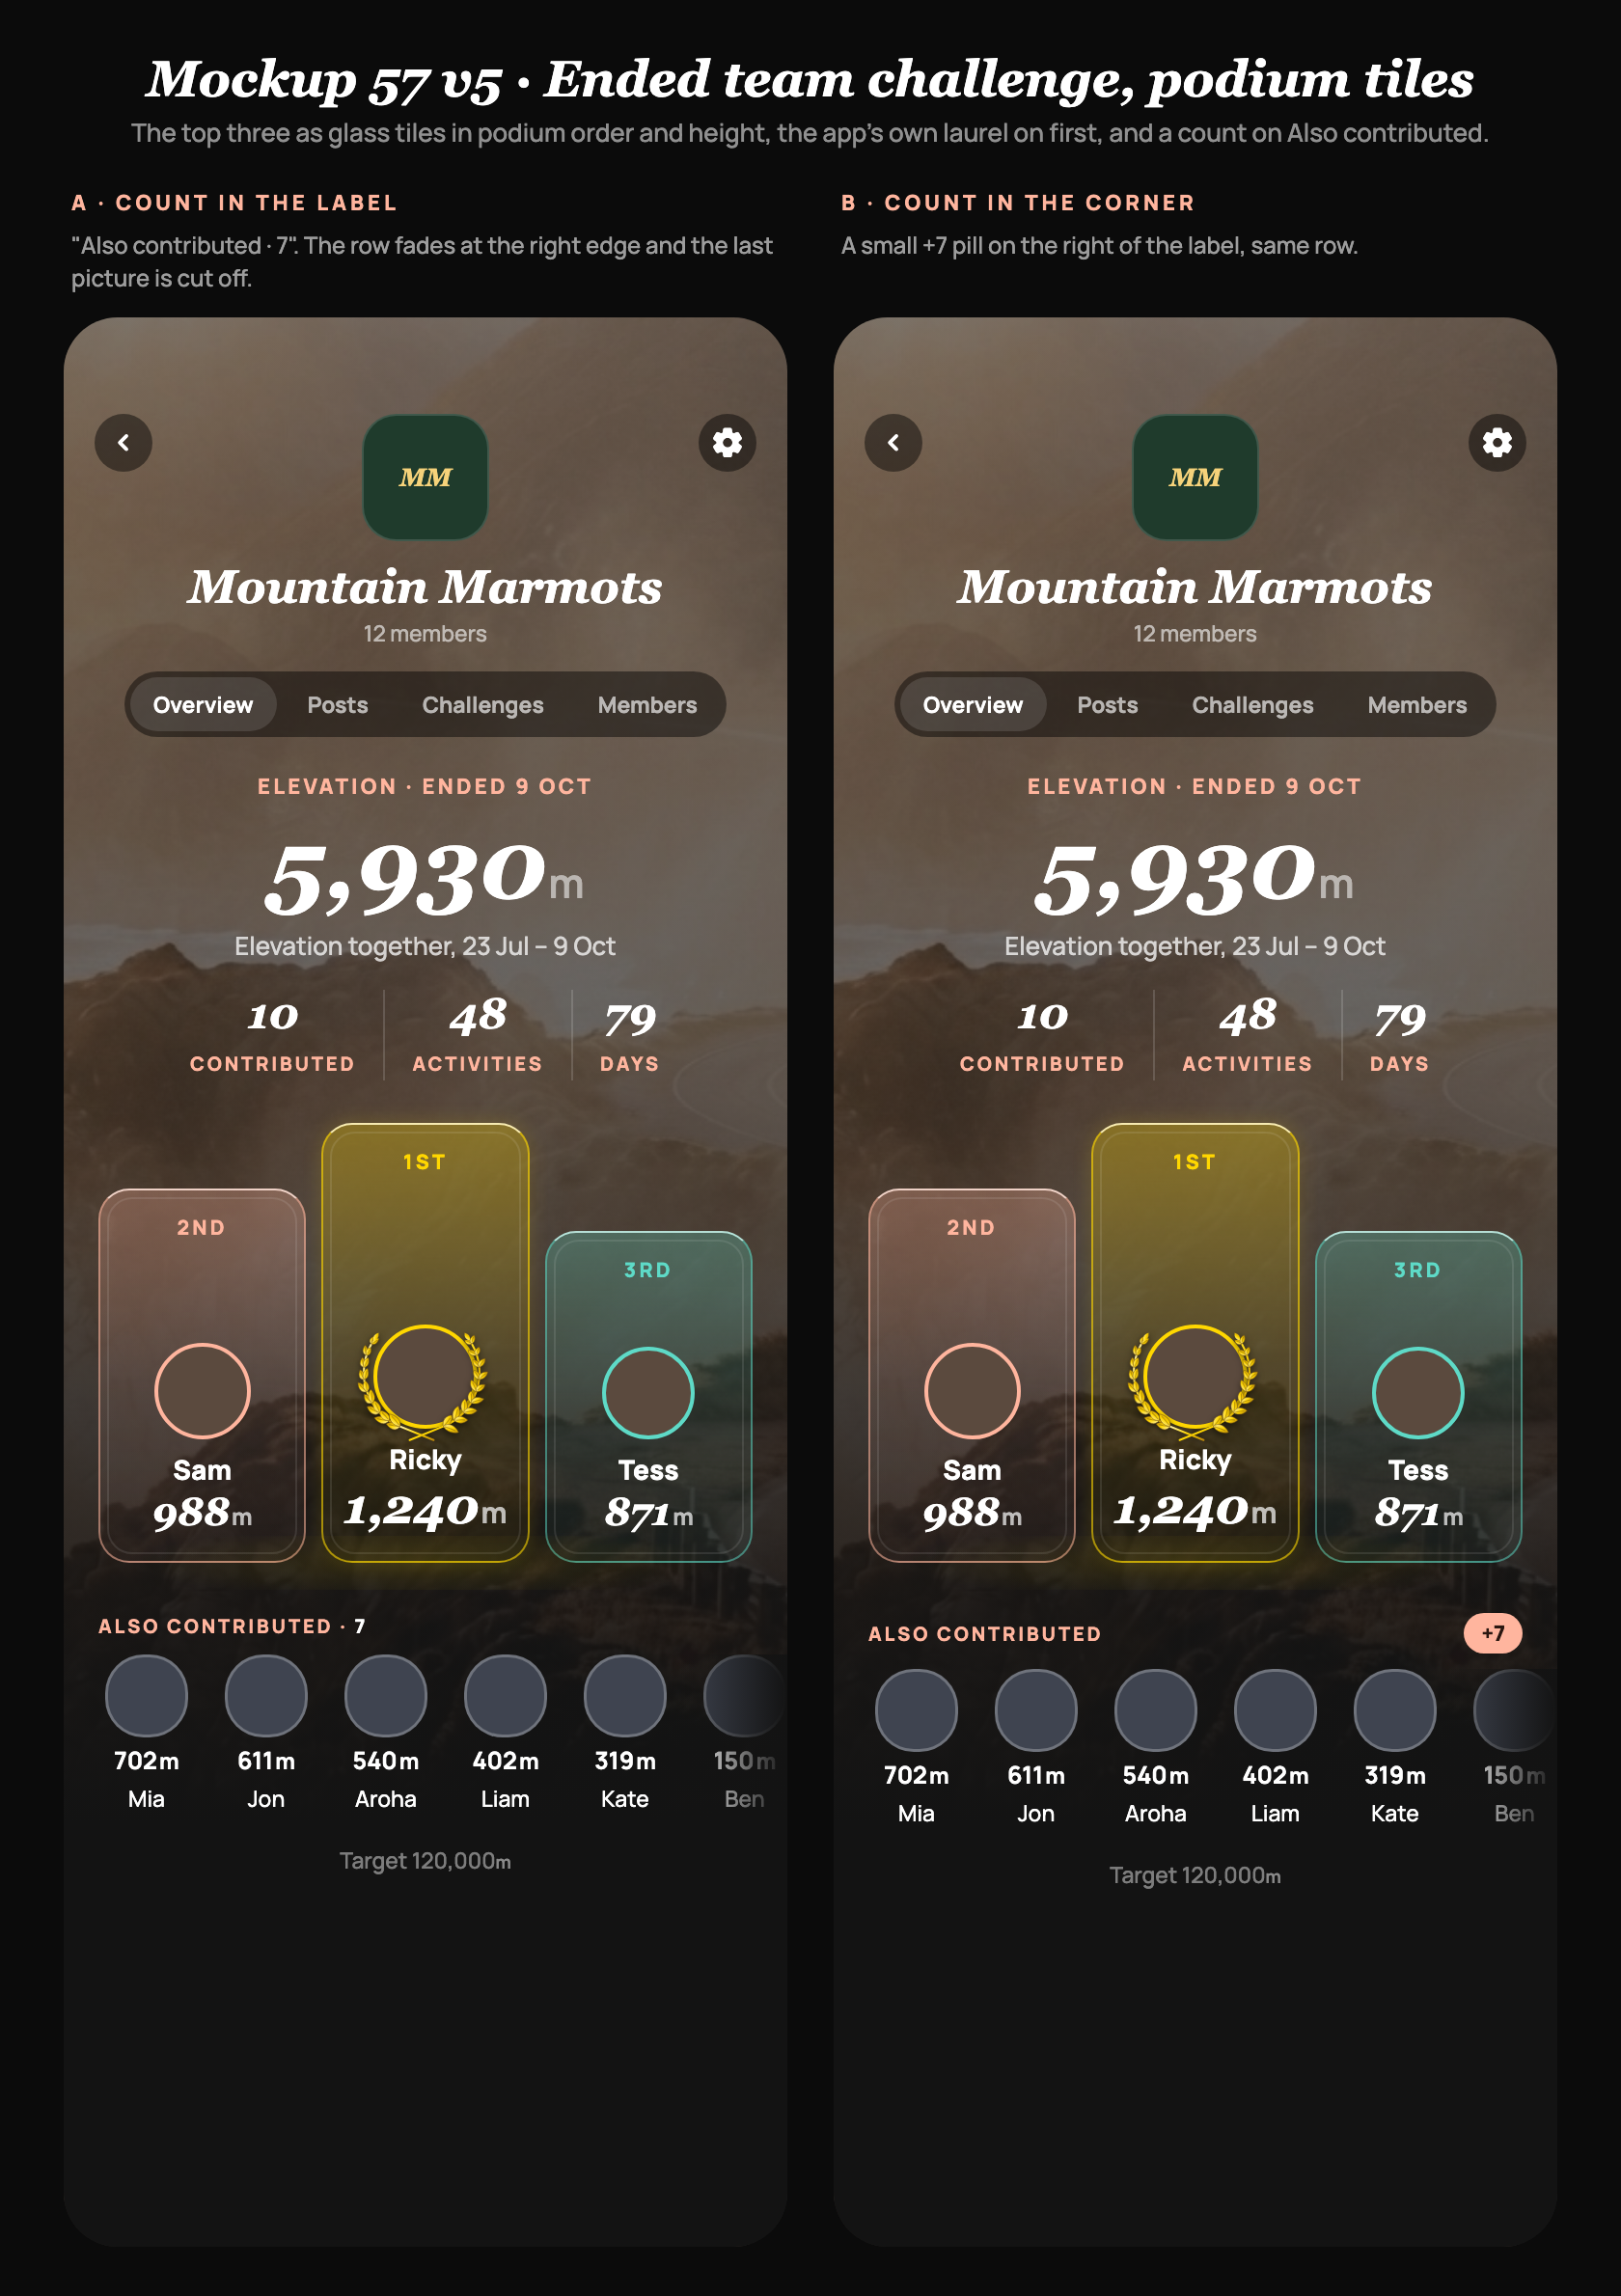 Mockup 57 v5 · Ended team challenge, podium tiles
The top three as glass tiles in podium order and height, the app's own laurel on first, and a count on Also contributed.
A · COUNT IN THE LABEL
"Also contributed · 7". The row fades at the right edge and the last
picture is cut off.
MM
Mountain Marmots
12 members
Overview Posts Challenges Members
ELEVATION · ENDED 9 OCT
5,930m
Elevation together, 23 Jul – 9 Oct
10 48 79
CONTRIBUTED ACTIVITIES DAYS
1ST
2ND
3RD
Ricky
Sam Tess
1,240m
988m 871m
ALSO CONTRIBUTED · 7
702m 611m 540m 402m 319m 150m
Mia Jon Aroha Liam Kate Ben
Target 120,000m
B · COUNT IN THE CORNER
A small +7 pill on the right of the label, same row.
MM
Mountain Marmots
12 members
Overview Posts Challenges Members
ELEVATION · ENDED 9 OCT
5,930m
Elevation together, 23 Jul – 9 Oct
10 48 79
CONTRIBUTED ACTIVITIES DAYS
1ST
2ND
3RD
Ricky
Sam Tess
1,240m
988m 871m
ALSO CONTRIBUTED +7
702m 611m 540m 402m 319m 150m
Mia Jon Aroha Liam Kate Ben
Target 120,000m